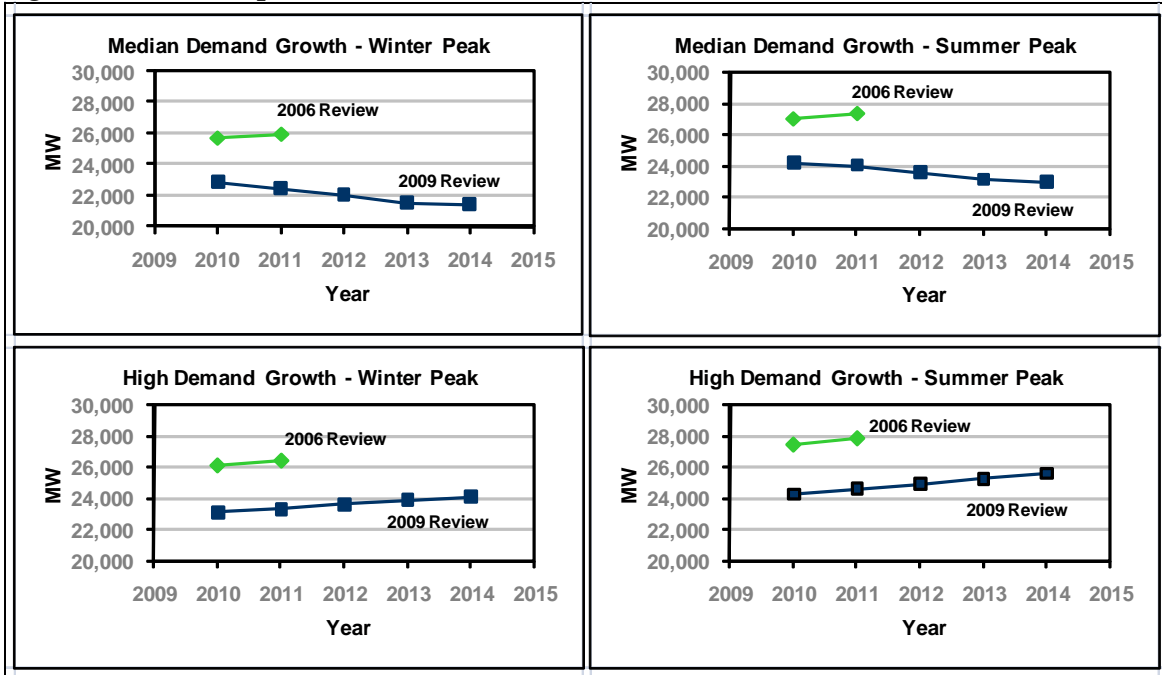 Median Demand Growth - Winter Peak
30,000
28,000
26,000
24,000
22,000
20,000
MW
2006 Review
2009 Review
2009 2010 2011 2012 2013 2014 2015
Year
Median Demand Growth - Summer Peak
30,000
28,000
26,000
24,000
22,000
20,000
MW
2006 Review
2009 Review
2009 2010 2011 2012 2013 2014 2015
Year
High Demand Growth - Winter Peak
30,000
28,000
26,000
24,000
22,000
20,000
MW
2006 Review
2009 Review
2009 2010 2011 2012 2013 2014 2015
Year
High Demand Growth - Summer Peak
30,000
28,000
26,000
24,000
22,000
20,000
MW
2006 Review
2009 Review
2009 2010 2011 2012 2013 2014 2015
Year